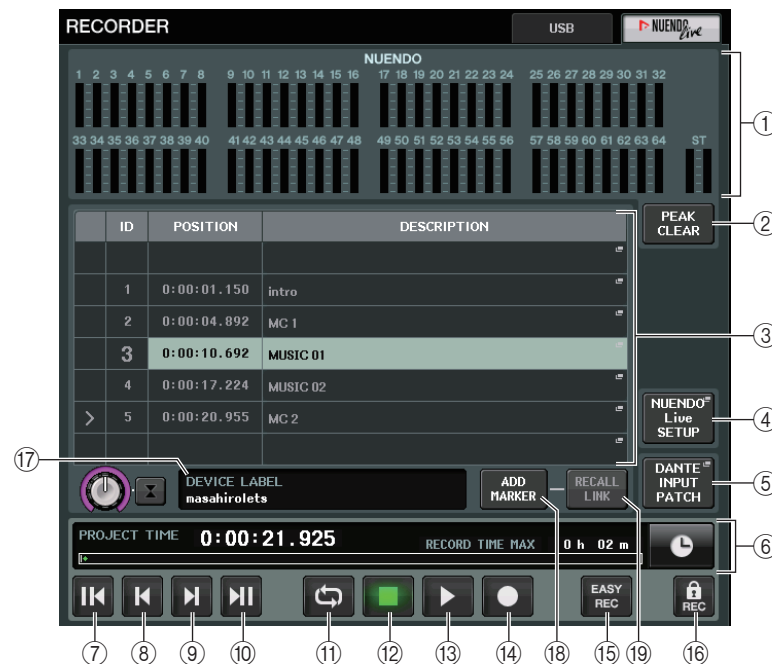 RECORDER
USB
NUENDO live
NUENDO
1 2 3 4 5 6 7 8 9 10 11 12 13 14 15 16 17 18 19 20 21 22 23 24 25 26 27 28 29 30 31 32
①
33 34 35 36 37 38 39 40 41 42 43 44 45 46 47 48 49 50 51 52 53 54 55 56 57 58 59 60 61 62 63 64 ST
ID POSITION DESCRIPTION
PEAK
CLEAR
②
1 0:00:01.150 intro
2 0:00:04.892 MC 1
③
3 0:00:10.692 MUSIC 01
4 0:00:17.224 MUSIC 02
> 5 0:00:20.955 MC 2
NUENDO
Live
SETUP
④
⑰
DEVICE LABEL
masahirolets
ADD
MARKER
RECALL
LINK
DANTE
INPUT
PATCH
⑤
PROJECT TIME 0:00:21.925 RECORD TIME MAX 0 h 02 m
⑥
EASY
REC
REC
⑦ ⑧ ⑨ ⑩ ⑪ ⑫ ⑬ ⑭ ⑱ ⑮ ⑲ ⑯